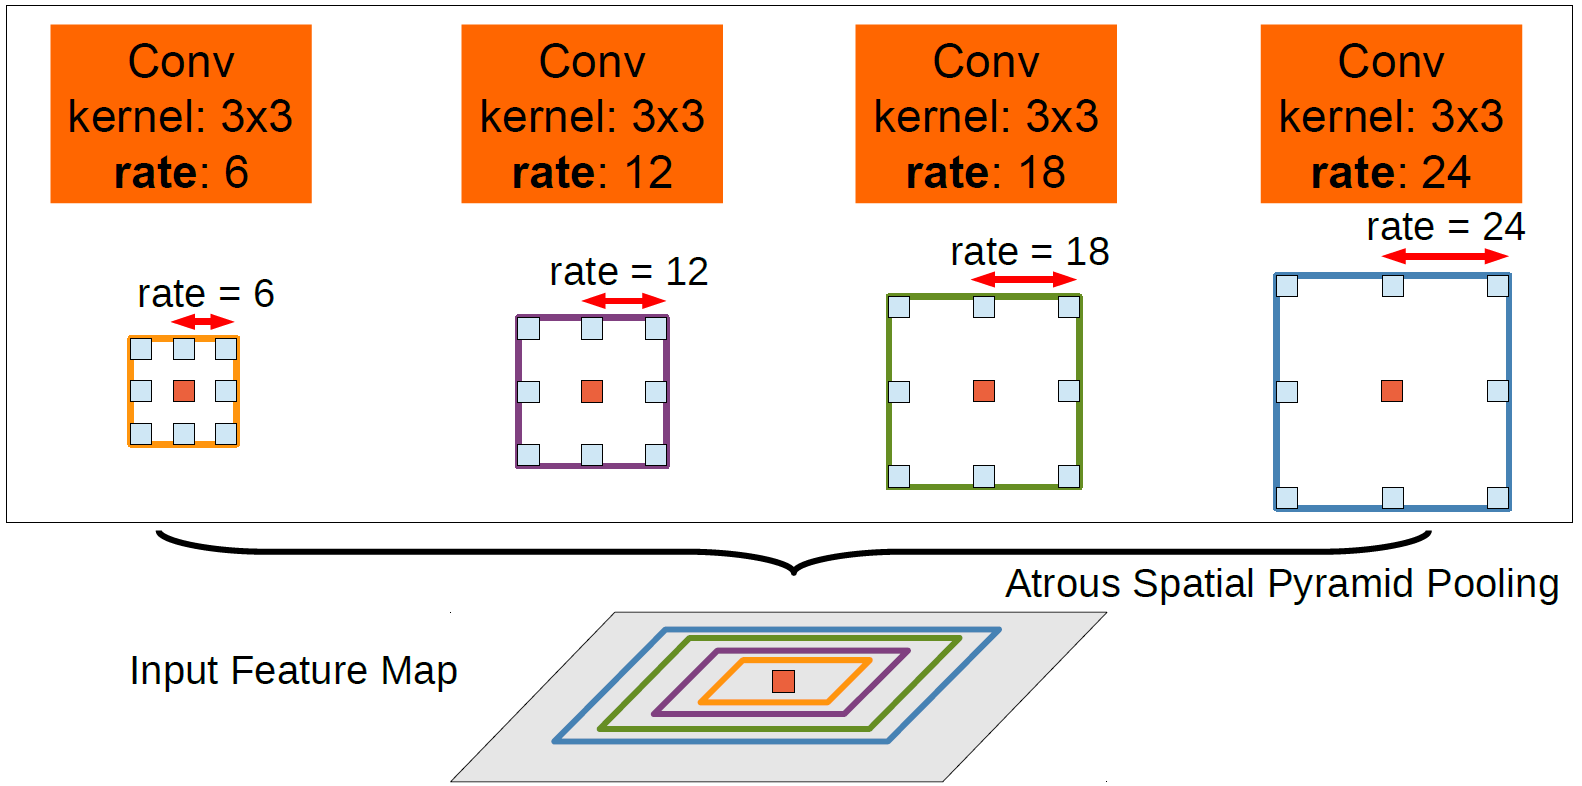 Conv
kernel: 3x3
rate: 6
Conv
kernel: 3x3
rate: 12
Conv
kernel: 3x3
rate: 18
Conv
kernel: 3x3
rate: 24
rate = 6
rate = 12
rate = 18
rate = 24
Atrous Spatial Pyramid Pooling
Input Feature Map